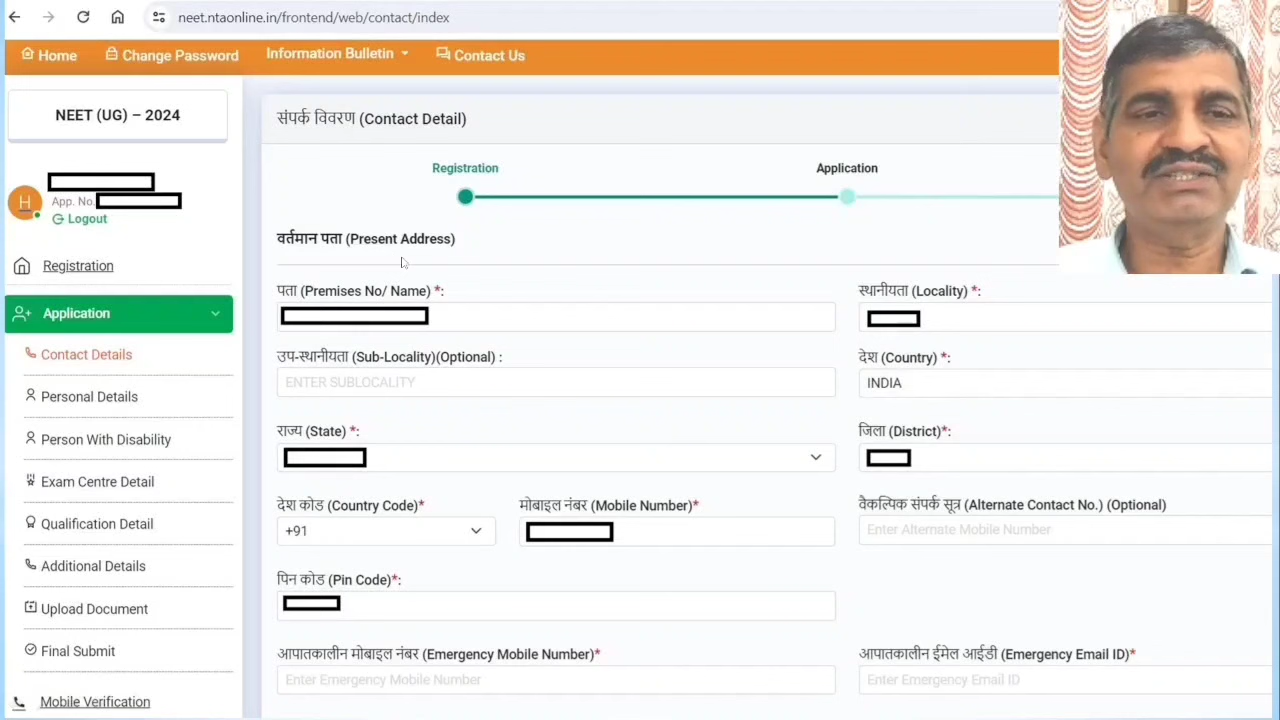 neet.ntaonline.in/frontend/web/contact/index
Home Change Password Information Bulletin Contact Us
NEET (UG) – 2024
H
App. No.
Logout
Registration
Application
Contact Details
Personal Details
Person With Disability
Exam Centre Detail
Qualification Detail
Additional Details
Upload Document
Final Submit
Mobile Verification
संपर्क विवरण (Contact Detail)
Registration Application
वर्तमान पता (Present Address)
पता (Premises No/ Name) *: स्थानीयता (Locality) *:
उप-स्थानीयता (Sub-Locality)(Optional) : देश (Country) *:
ENTER SUBLOCALITY INDIA
राज्य (State) *: जिला (District)*:
देश कोड (Country Code)* मोबाइल नंबर (Mobile Number)* वैकल्पिक संपर्क सूत्र (Alternate Contact No.) (Optional)
+91 Enter Alternate Mobile Number
पिन कोड (Pin Code)*:
आपातकालीन मोबाइल नंबर (Emergency Mobile Number)* आपातकालीन ईमेल आईडी (Emergency Email ID)*
Enter Emergency Mobile Number Enter Emergency Email ID